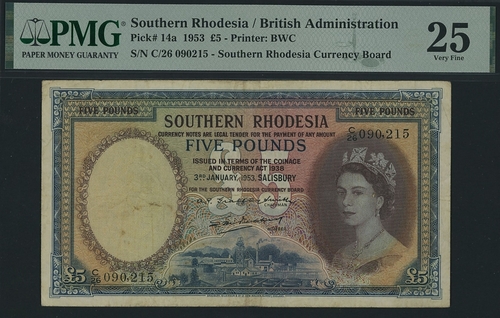 PMG
PAPER MONEY GUARANTY
Southern Rhodesia / British Administration
Pick# 14a 1953 £5 - Printer: BWC
S/N C/26 090215 - Southern Rhodesia Currency Board
25
Very Fine
FIVE POUNDS
FIVE POUNDS
SOUTHERN RHODESIA
CURRENCY NOTES ARE LEGAL TENDER FOR THE PAYMENT OF ANY AMOUNT
C/26 090,215
FIVE POUNDS
ISSUED IN TERMS OF THE COINAGE
AND CURRENCY ACT 1938
3RD JANUARY, 1953, SALISBURY
FOR THE SOUTHERN RHODESIA CURRENCY BOARD
CHAIRMAN
£5
C/26 090,215
£5